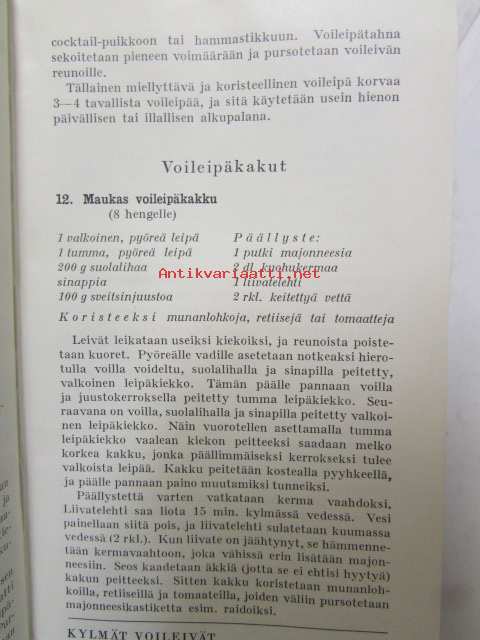 cocktail-puikkoon tai hammastikkuun. Voileipätahna
sekoitetaan pieneen voimäärään ja pursotetaan voileivän
reunoille.
Tällainen miellyttävä ja koristeellinen voileipä korvaa
3—4 tavallista voileipää, ja sitä käytetään usein hienon
päivällisen tai illallisen alkupalana.
Voileipäkakut
12. Maukas voileipäkakku
(8 hengelle)
1 valkoinen, pyöreä leipä
1 tumma, pyöreä leipä
200 g suolalihaa
sinappia
100 g sveitsinjuustoa
Päällyste:
1 putki majonneesia
2 dl kuohukermaa
1 liivatelehti
2 rkl. keitettyä vettä
Antikvariaatti.net
Koristeeksi munanlohkoja, retiisejä tai tomaatteja
Leivät leikataan useiksi kiekoiksi, ja reunoista poiste-
taan kuoret. Pyöreälle vadille asetetaan notkeaksi hiero-
tulla voilla voideltu, suolalihalla ja sinapilla peitetty,
valkoinen leipäkiekko. Tämän päälle pannaan voilla
ja juustokerroksella peitetty tumma leipäkiekko. Seu-
raavana on voilla, suolalihalla ja sinapilla peitetty valkoi-
nen leipäkiekko. Näin vuorotellen asettamalla tumma
leipäkiekko vaalean kiekon peitteeksi saadaan melko
korkea kakku, jonka päällimmäiseksi kerrokseksi tulee
valkoista leipää. Kakku peitetään kostealla pyyhkeellä,
ja päälle pannaan paino muutamiksi tunneiksi.
Päällystettä varten vatkataan kerma vaahdoksi.
Liivatelehti saa liota 15 min. kylmässä vedessä. Vesi
painellaan siitä pois, ja liivatelehti sulatetaan kuumassa
vedessä (2 rkl.). Kun liivate on jäähtynyt, se hämmenne-
tään kermavaahtoon, joka vähissä erin lisätään majon-
neesiin. Seos kaadetaan äkkiä (jotta se ei ehtisi hyytyä)
kakun peitteeksi. Sitten kakku koristetaan munanloh-
koilla, retiiseillä ja tomaateilla, joiden väliin pursotetaan
majonneesikastiketta esim. raidoiksi.
KYLMÄT VOILEIVÄT